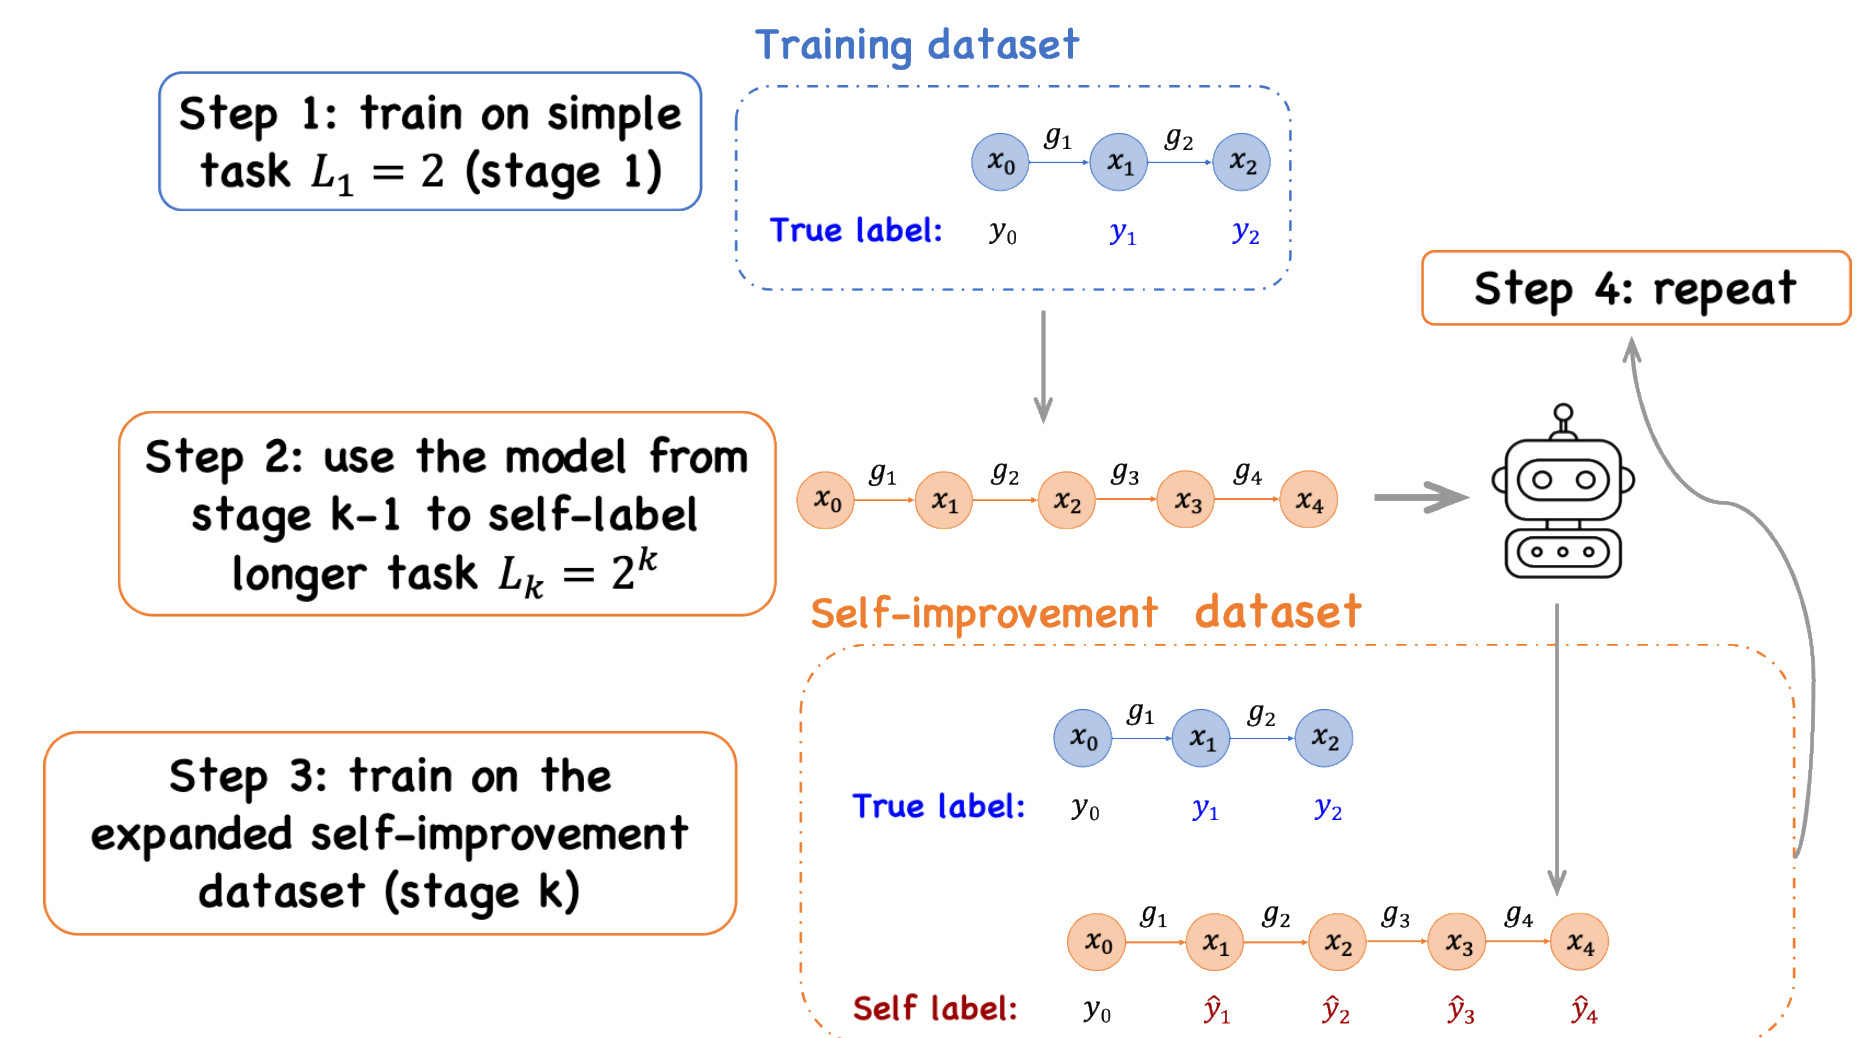 Training dataset
Step 1: train on simple
task L₁ = 2 (stage 1)
g₁ g₂
x₀ x₁ x₂
True label: y₀ y₁ y₂
Step 4: repeat
Step 2: use the model from
stage k-1 to self-label
longer task Lₖ = 2ᵏ
g₁ g₂ g₃ g₄
x₀ x₁ x₂ x₃ x₄
Self-improvement dataset
Step 3: train on the
expanded self-improvement
dataset (stage k)
g₁ g₂
x₀ x₁ x₂
True label: y₀ y₁ y₂
g₁ g₂ g₃ g₄
x₀ x₁ x₂ x₃ x₄
Self label: y₀ ŷ₁ ŷ₂ ŷ₃ ŷ₄